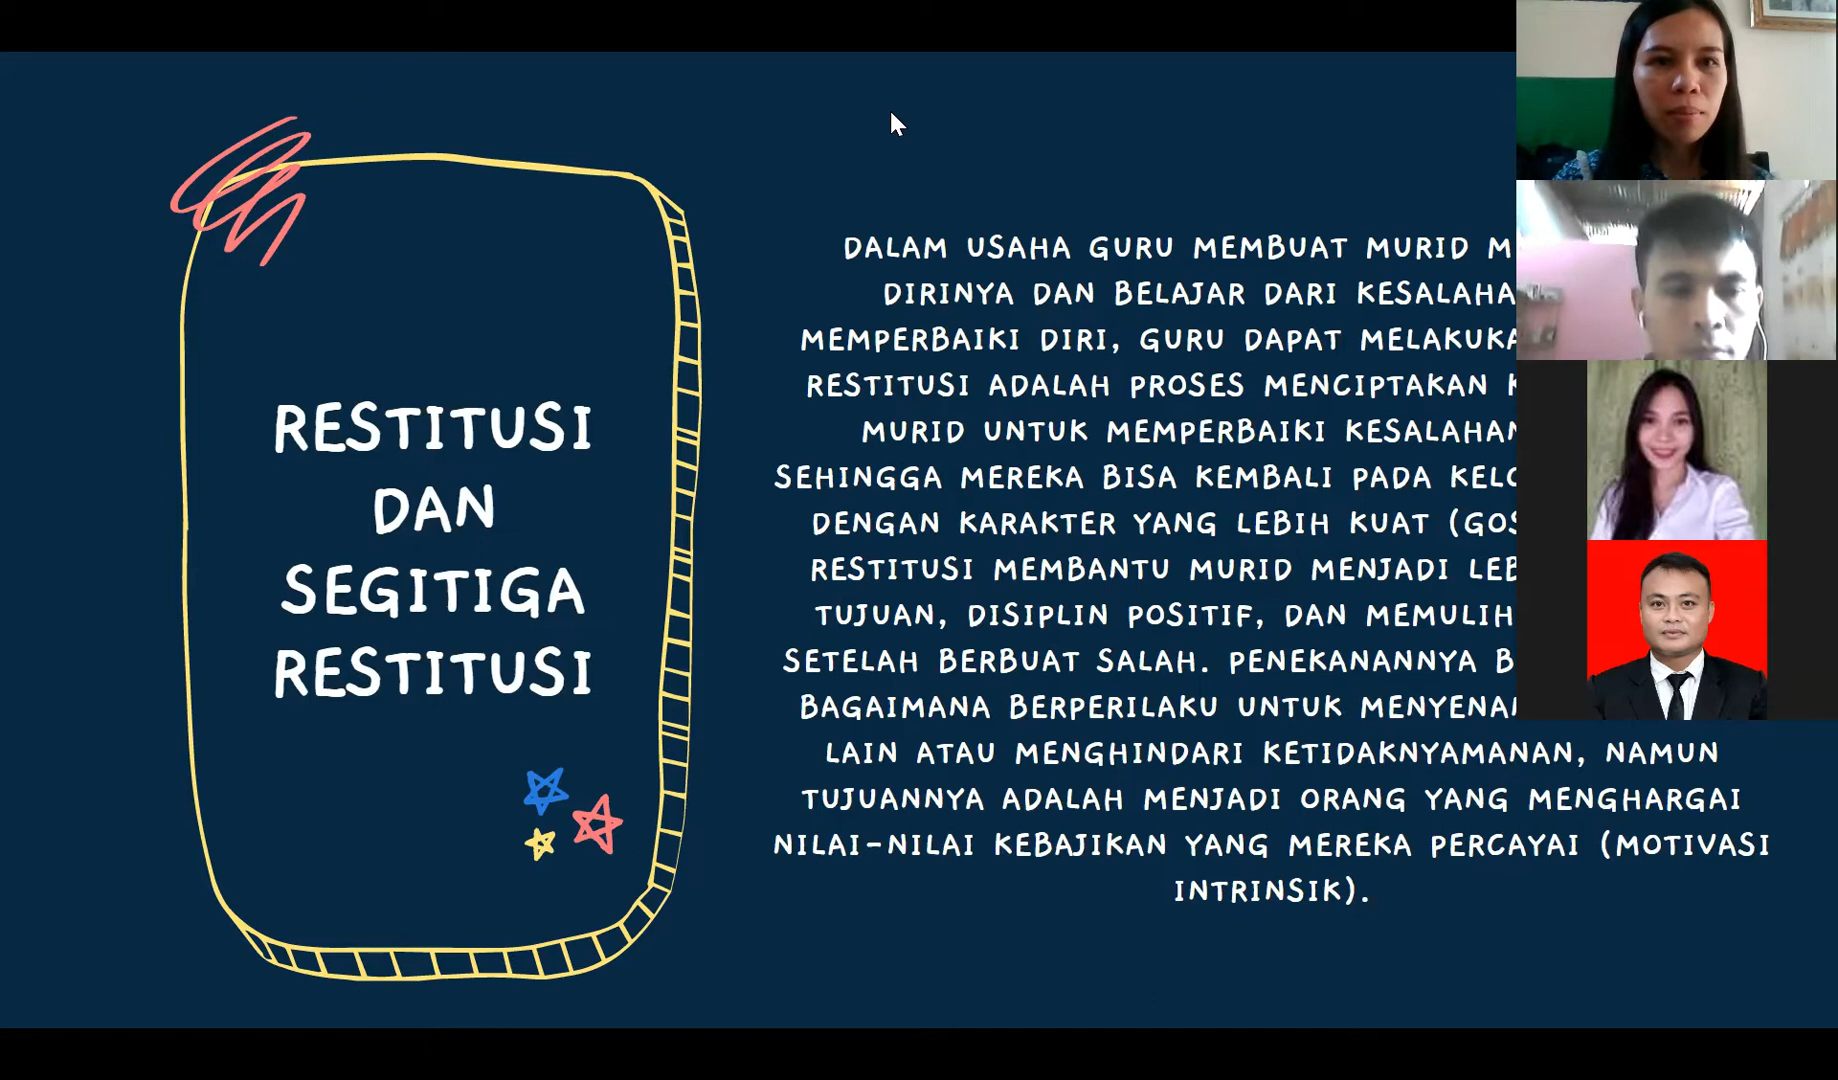 RESTITUSI
DAN
SEGITIGA
RESTITUSI
DALAM USAHA GURU MEMBUAT MURID
DIRINYA DAN BELAJAR DARI
MEMPERBAIKI DIRI, GURU DAPAT
RESTITUSI ADALAH PROSES MENCIPTAKAN
MURID UNTUK MEMPERBAIKI
SEHINGGA MEREKA BISA KEMBALI PADA
DENGAN KARAKTER YANG LEBIH KUAT
RESTITUSI MEMBANTU MURID MENJADI
TUJUAN, DISIPLIN POSITIF, DAN
SETELAH BERBUAT SALAH. PENEKANANNYA
BAGAIMANA BERPERILAKU UNTUK
LAIN ATAU MENGHINDARI KETIDAKNYAMANAN, NAMUN
TUJUANNYA ADALAH MENJADI ORANG YANG MENGHARGAI
NILAI-NILAI KEBAJIKAN YANG MEREKA PERCAYAI (MOTIVASI
INTRINSIK).